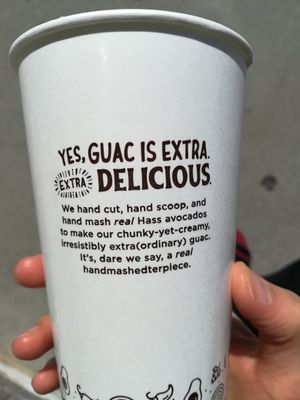 YES, GUAC IS EXTRA.
EXTRA DELICIOUS.
We hand cut, hand scoop, and
hand mash real Hass avocados
to make our chunky-yet-creamy,
irresistibly extra(ordinary) guac.
It's, dare we say, a real
handmashedterpiece.